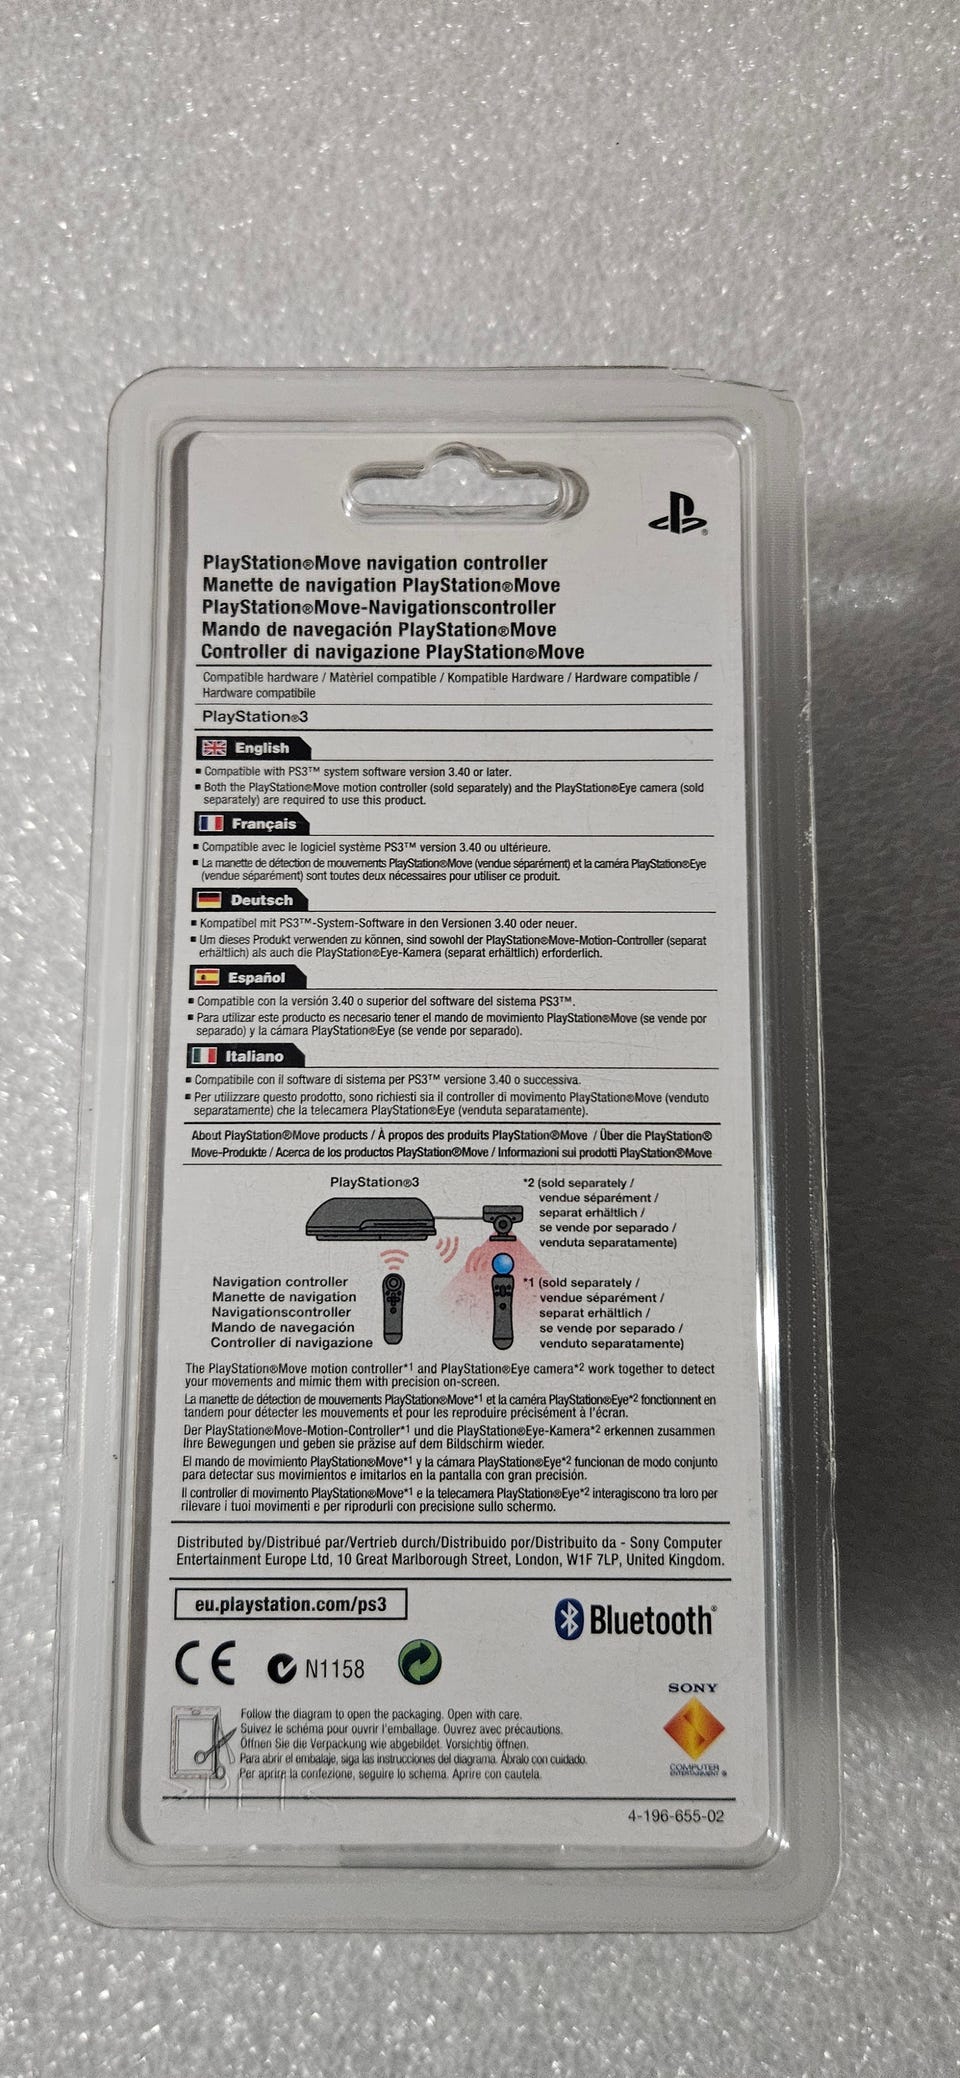 PlayStation®Move navigation controller
Manette de navigation PlayStation®Move
PlayStation®Move-Navigationscontroller
Mando de navegación PlayStation®Move
Controller di navigazione PlayStation®Move
Compatible hardware / Matèriel compatible / Kompatible Hardware / Hardware compatible /
Hardware compatibile
PlayStation®3
English
▪ Compatible with PS3™ system software version 3.40 or later.
▪ Both the PlayStation®Move motion controller (sold separately) and the PlayStation®Eye camera (sold
separately) are required to use this product.
Français
▪ Compatible avec le logiciel système PS3™ version 3.40 ou ultérieure.
▪ La manette de détection de mouvements PlayStation®Move (vendue séparément) et la caméra PlayStation®Eye
(vendue séparément) sont toutes deux nécessaires pour utiliser ce produit.
Deutsch
▪ Kompatibel mit PS3™-System-Software in den Versionen 3.40 oder neuer.
▪ Um dieses Produkt verwenden zu können, sind sowohl der PlayStation®Move-Motion-Controller (separat
erhältlich) als auch die PlayStation®Eye-Kamera (separat erhältlich) erforderlich.
Español
▪ Compatible con la versión 3.40 o superior del software del sistema PS3™.
▪ Para utilizar este producto es necesario tener el mando de movimiento PlayStation®Move (se vende por
separado) y la cámara PlayStation®Eye (se vende por separado).
Italiano
▪ Compatibile con il software di sistema per PS3™ versione 3.40 o successiva.
▪ Per utilizzare questo prodotto, sono richiesti sia il controller di movimento PlayStation®Move (venduto
separatamente) che la telecamera PlayStation®Eye (venduta separatamente).
About PlayStation®Move products / À propos des produits PlayStation®Move / Über die PlayStation®
Move-Produkte / Acerca de los productos PlayStation®Move / Informazioni sui prodotti PlayStation®Move
PlayStation®3
*2 (sold separately /
vendue séparément /
separat erhältlich /
se vende por separado /
venduta separatamente)
Navigation controller
Manette de navigation
Navigationscontroller
Mando de navegación
Controller di navigazione
*1 (sold separately /
vendue séparément /
separat erhältlich /
se vende por separado /
venduto separatamente)
The PlayStation®Move motion controller*1 and PlayStation®Eye camera*2 work together to detect
your movements and mimic them with precision on-screen.
La manette de détection de mouvements PlayStation®Move*1 et la caméra PlayStation®Eye*2 fonctionnent en
tandem pour détecter les mouvements et pour les reproduire précisément à l'écran.
Der PlayStation®Move-Motion-Controller*1 und die PlayStation®Eye-Kamera*2 erkennen zusammen
Ihre Bewegungen und geben sie präzise auf dem Bildschirm wieder.
El mando de movimiento PlayStation®Move*1 y la cámara PlayStation®Eye*2 funcionan de modo conjunto
para detectar sus movimientos e imitarlos en la pantalla con gran precisión.
Il controller di movimento PlayStation®Move*1 e la telecamera PlayStation®Eye*2 interagiscono tra loro per
rilevare i tuoi movimenti e per riprodurli con precisione sullo schermo.
Distributed by/Distribué par/Vertrieb durch/Distribuido por/Distribuito da - Sony Computer
Entertainment Europe Ltd, 10 Great Marlborough Street, London, W1F 7LP, United Kingdom.
eu.playstation.com/ps3
Bluetooth®
CE N1158
SONY
COMPUTER
ENTERTAINMENT ®
Follow the diagram to open the packaging. Open with care.
Suivez le schéma pour ouvrir l'emballage. Ouvrez avec précautions.
Öffnen Sie die Verpackung wie abgebildet. Vorsichtig öffnen.
Para abrir el embalaje, siga las instrucciones del diagrama. Ábralo con cuidado.
Per aprire la confezione, seguire lo schema. Aprire con cautela.
4-196-655-02